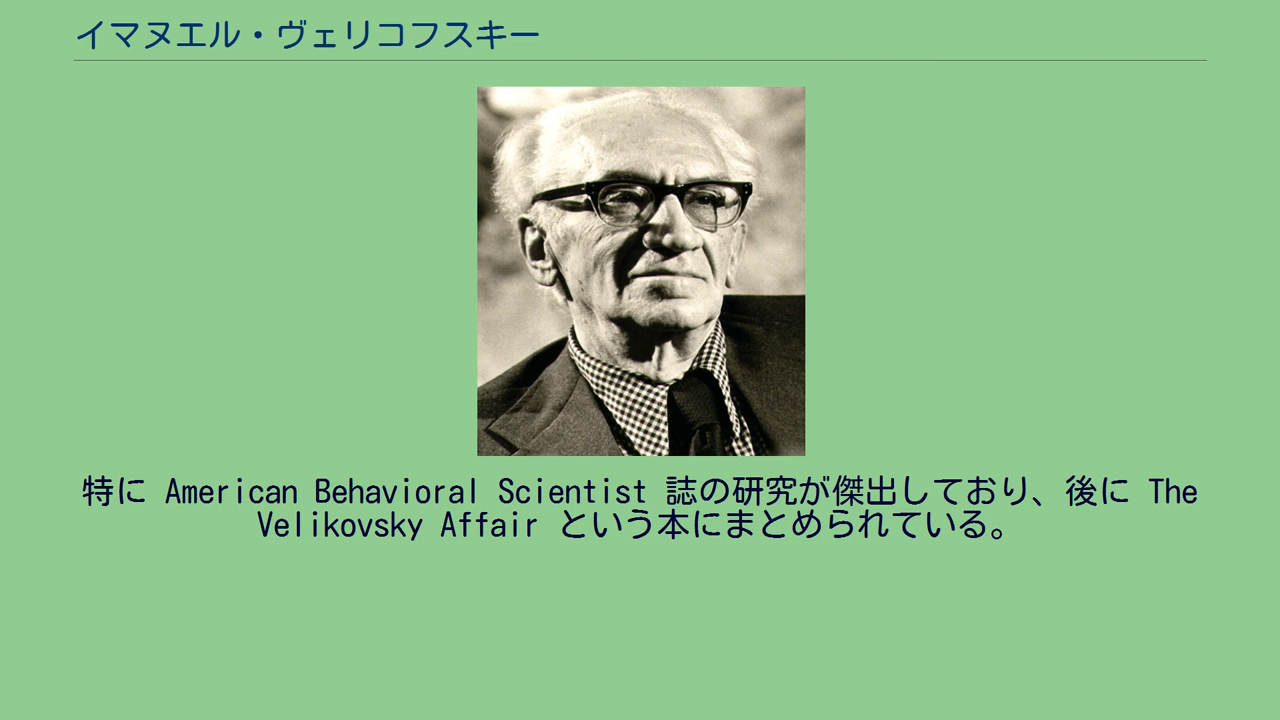 イマヌエル・ヴェリコフスキー
特に American Behavioral Scientist 誌の研究が傑出しており、後に The
Velikovsky Affair という本にまとめられている。